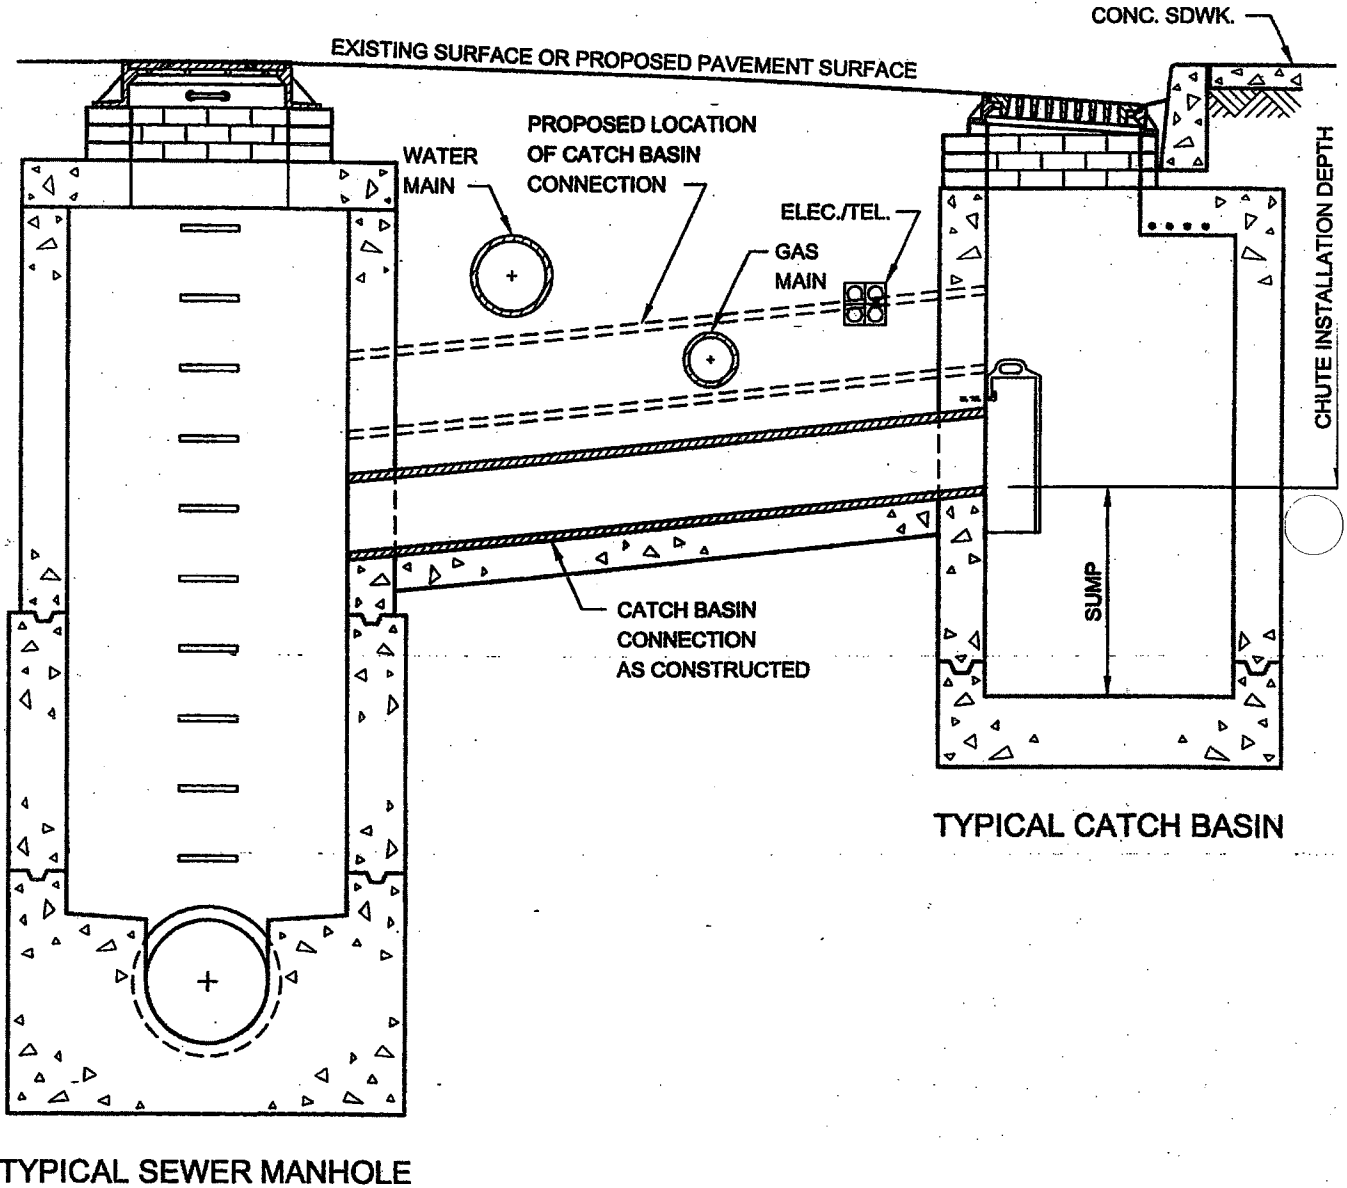 CONC. SDWK.
EXISTING SURFACE OR PROPOSED PAVEMENT SURFACE
PROPOSED LOCATION
OF CATCH BASIN
CONNECTION
WATER
MAIN
ELEC./TEL.
GAS
MAIN
CHUTE INSTALLATION DEPTH
SUMP
CATCH BASIN
CONNECTION
AS CONSTRUCTED
TYPICAL CATCH BASIN
TYPICAL SEWER MANHOLE